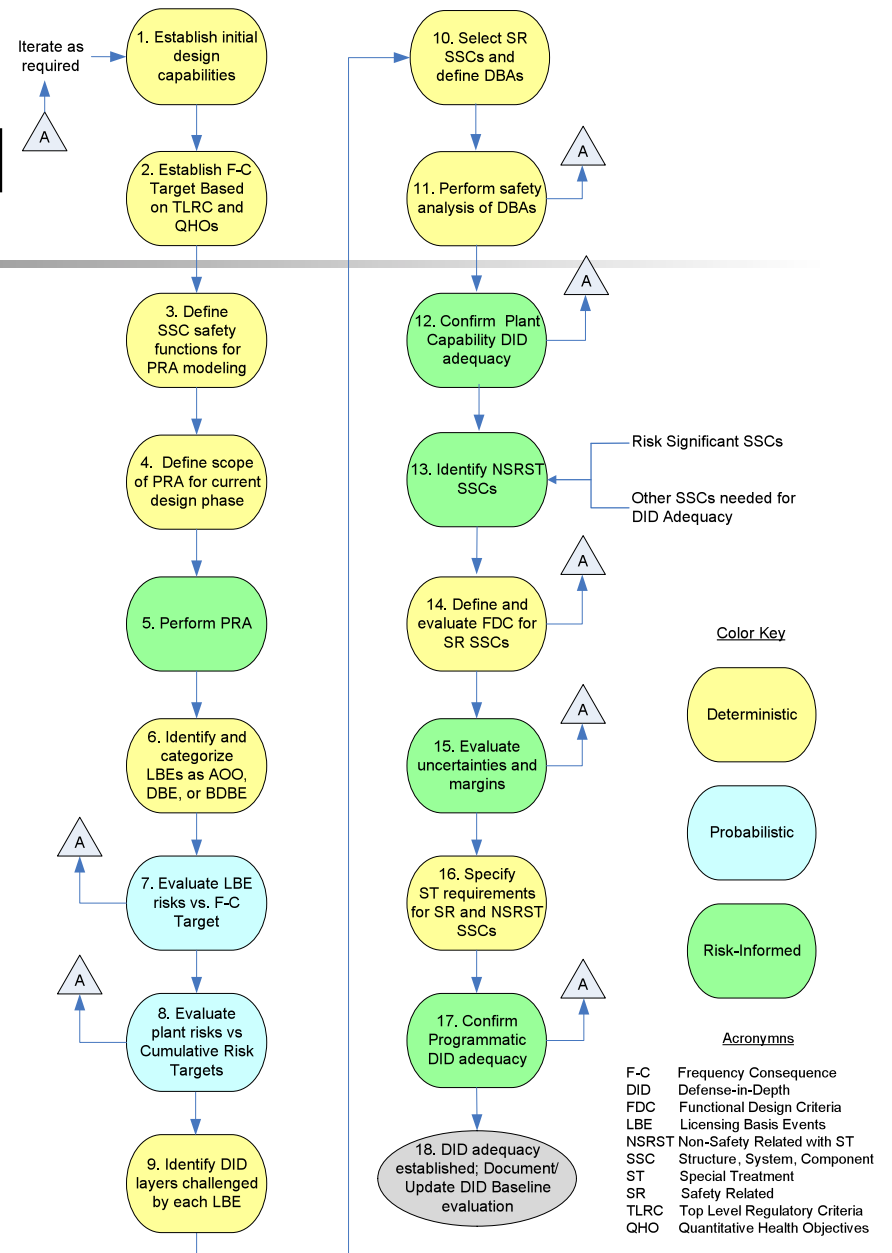 Iterate as
required
A
1. Establish initial
design
capabilities
2. Establish F-C
Target Based
on TLRC and
QHOs
3. Define
SSC safety
functions for
PRA modeling
4. Define scope
of PRA for current
design phase
5. Perform PRA
6. Identify and
categorize
LBEs as AOO,
DBE, or BDBE
A
7. Evaluate LBE
risks vs. F-C
Target
A
8. Evaluate
plant risks vs
Cumulative Risk
Targets
9. Identify DID
layers challenged
by each LBE
10. Select SR
SSCs and
define DBAs
A
11. Perform safety
analysis of DBAs
A
12. Confirm Plant
Capability DID
adequacy
13. Identify NSRST
SSCs
Risk Significant SSCs
Other SSCs needed for
DID Adequacy
A
14. Define and
evaluate FDC for
SR SSCs
A
15. Evaluate
uncertainties and
margins
16. Specify
ST requirements
for SR and NSRST
SSCs
A
17. Confirm
Programmatic
DID adequacy
18. DID adequacy
established; Document/
Update DID Baseline
evaluation
Color Key
Deterministic
Probabilistic
Risk-Informed
Acronymns
F-C Frequency Consequence
DID Defense-in-Depth
FDC Functional Design Criteria
LBE Licensing Basis Events
NSRST Non-Safety Related with ST
SSC Structure, System, Component
ST Special Treatment
SR Safety Related
TLRC Top Level Regulatory Criteria
QHO Quantitative Health Objectives